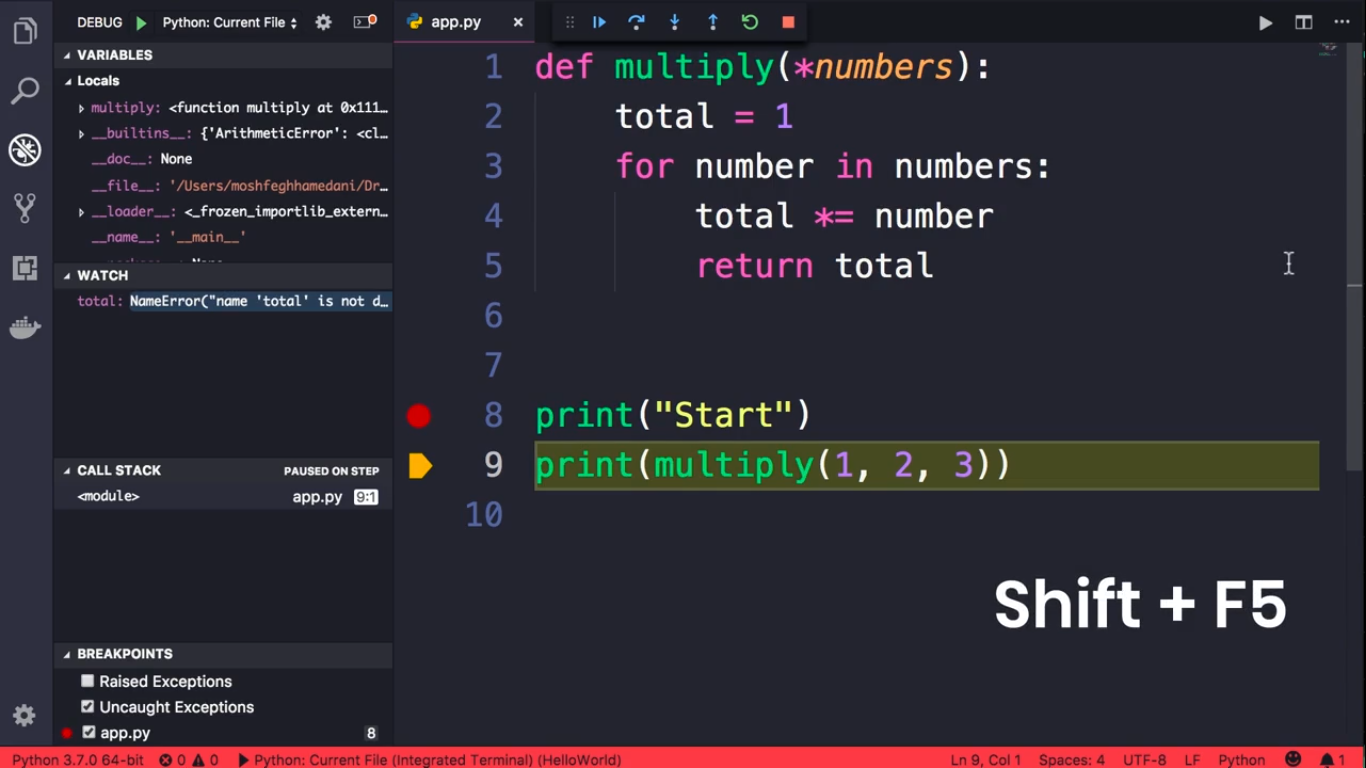 DEBUG Python: Current File
app.py
VARIABLES
Locals
multiply: <function multiply at 0x111…
__builtins__: {'ArithmeticError': <cl…
__doc__: None
__file__: '/Users/moshfeghhamedani/Dr…
__loader__: <_frozen_importlib_extern…
__name__: '__main__'
WATCH
total: NameError("name 'total' is not d…
CALL STACK PAUSED ON STEP
<module> app.py 9:1
BREAKPOINTS
Raised Exceptions
Uncaught Exceptions
app.py 8
1 def multiply(*numbers):
2 total = 1
3 for number in numbers:
4 total *= number
5 return total
6
7
8 print("Start")
9 print(multiply(1, 2, 3))
10
Shift + F5
Python 3.7.0 64-bit 0 0 Python: Current File (Integrated Terminal) (HelloWorld) Ln 9, Col 1 Spaces: 4 UTF-8 LF Python 1